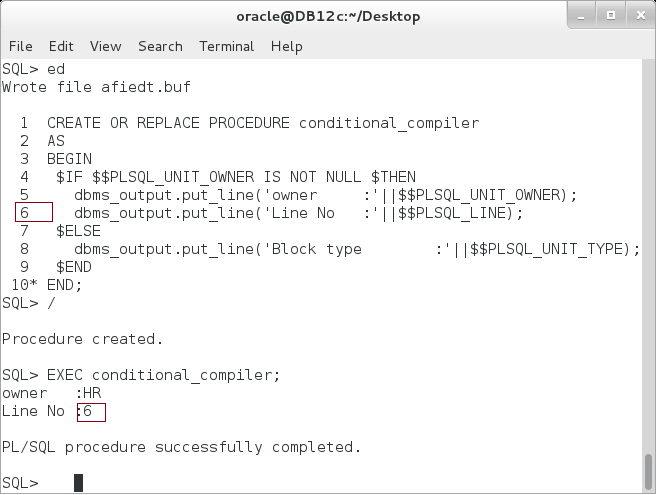 oracle@DB12c:~/Desktop
File Edit View Search Terminal Help
SQL> ed
Wrote file afiedt.buf
1 CREATE OR REPLACE PROCEDURE conditional_compiler
2 AS
3 BEGIN
4 $IF $$PLSQL_UNIT_OWNER IS NOT NULL $THEN
5 dbms_output.put_line('owner :'||$$PLSQL_UNIT_OWNER);
6 dbms_output.put_line('Line No :'||$$PLSQL_LINE);
7 $ELSE
8 dbms_output.put_line('Block type :'||$$PLSQL_UNIT_TYPE);
9 $END
10* END;
SQL> /
Procedure created.
SQL> EXEC conditional_compiler;
owner :HR
Line No :6
PL/SQL procedure successfully completed.
SQL>